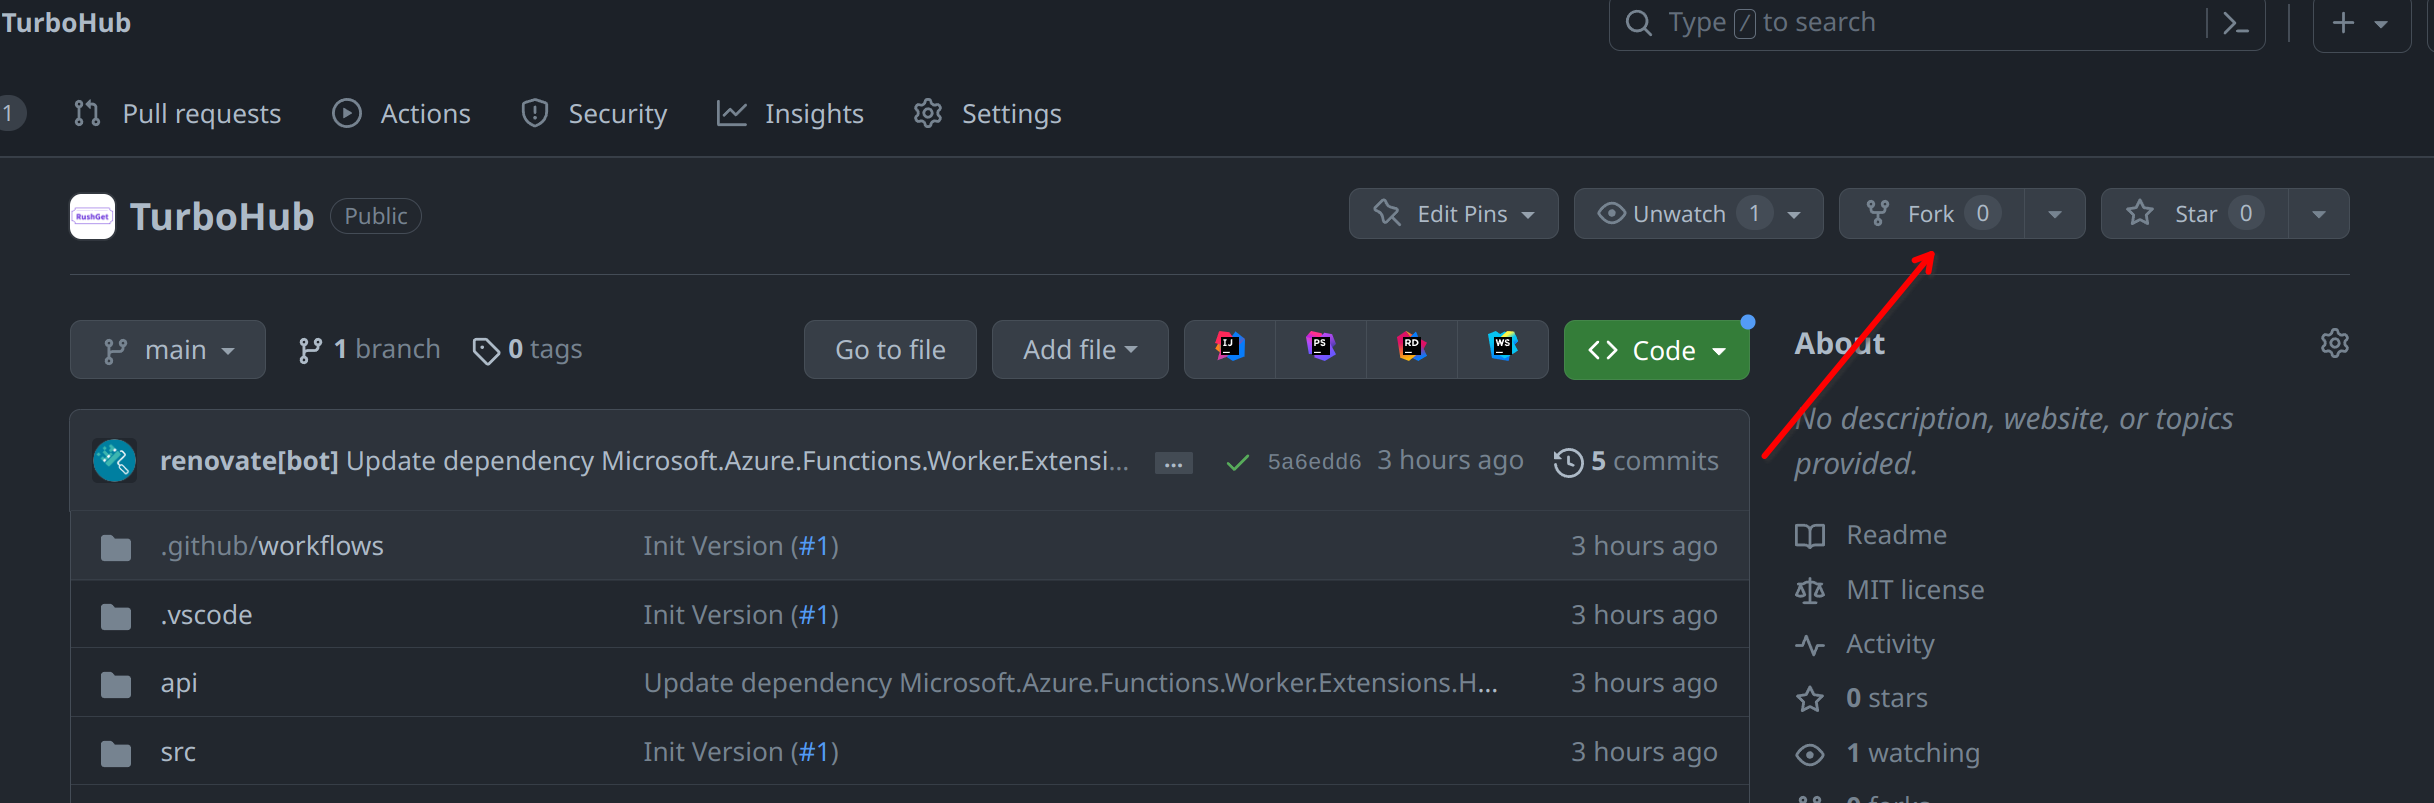 TurboHub
Type / to search
1 Pull requests Actions Security Insights Settings
RushGet TurboHub Public Edit Pins Unwatch 1 Fork 0 Star 0
main 1 branch 0 tags Go to file Add file IJ PS RD WS <> Code
About
No description, website, or topics
provided.
renovate[bot] Update dependency Microsoft.Azure.Functions.Worker.Extensi... ... 5a6edd6 3 hours ago 5 commits
.github/workflows Init Version (#1) 3 hours ago
.vscode Init Version (#1) 3 hours ago
api Update dependency Microsoft.Azure.Functions.Worker.Extensions.H... 3 hours ago
src Init Version (#1) 3 hours ago
Readme
MIT license
Activity
0 stars
1 watching
0 forks